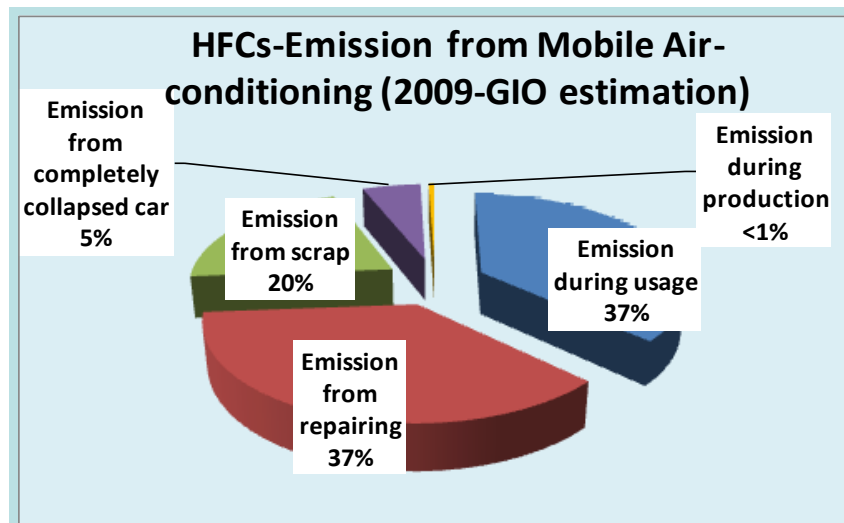 HFCs-Emission from Mobile Air-
conditioning (2009-GIO estimation)
Emission
from
completely
collapsed car
5%
Emission
during
production
<1%
Emission
from scrap
20%
Emission
during usage
37%
Emission
from
repairing
37%